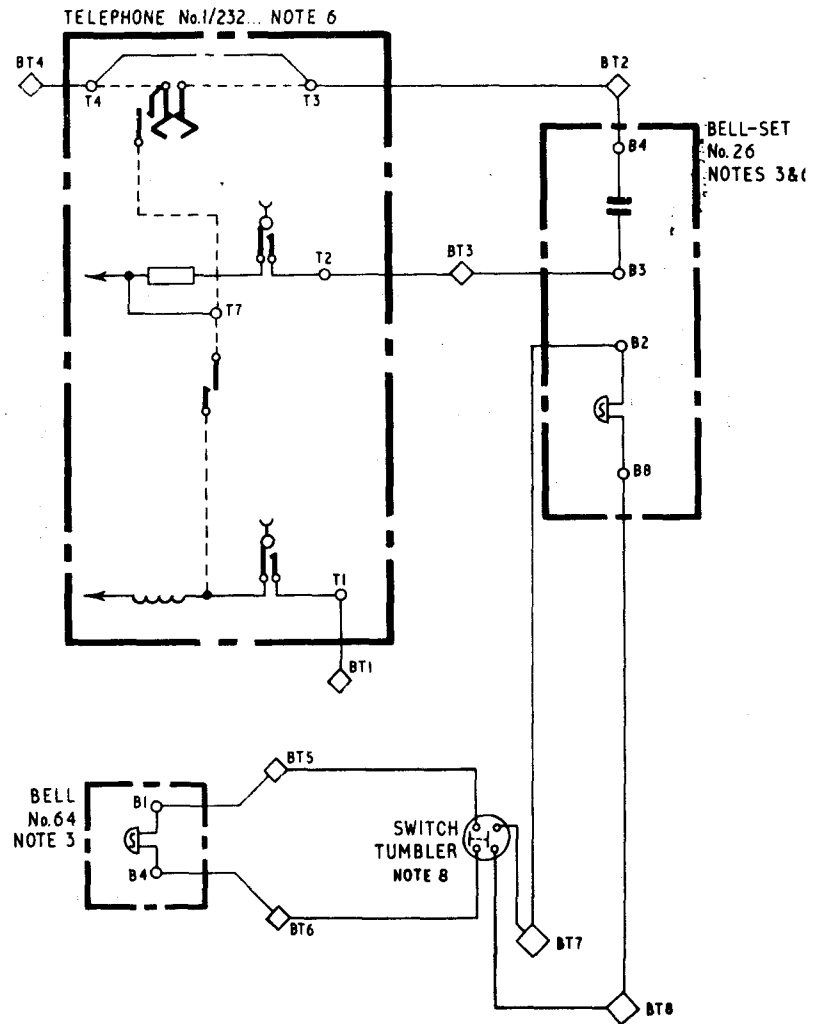 TELEPHONE No.1/232... NOTE 6
BT4
BT2
T4
T3
B4
BELL-SET
No.26
NOTES 3&
T2
BT3
B3
T7
B2
B8
T1
BT1
BT5
BELL
No.64
NOTE 3
B1
B4
SWITCH
TUMBLER
NOTE 8
BT6
BT7
BT8